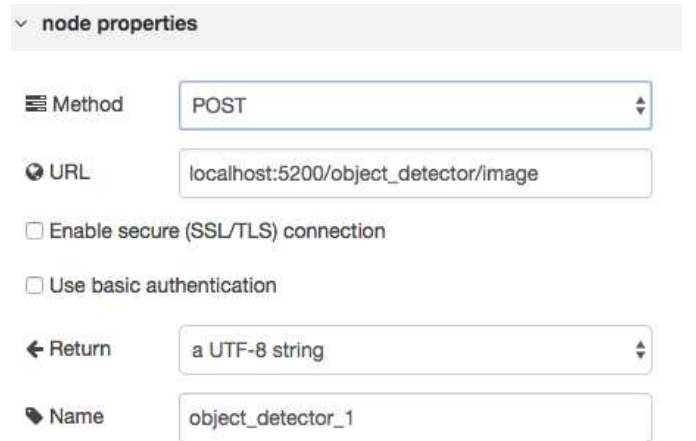 node properties
Method POST
URL localhost:5200/object_detector/image
Enable secure (SSL/TLS) connection
Use basic authentication
Return a UTF-8 string
Name object_detector_1